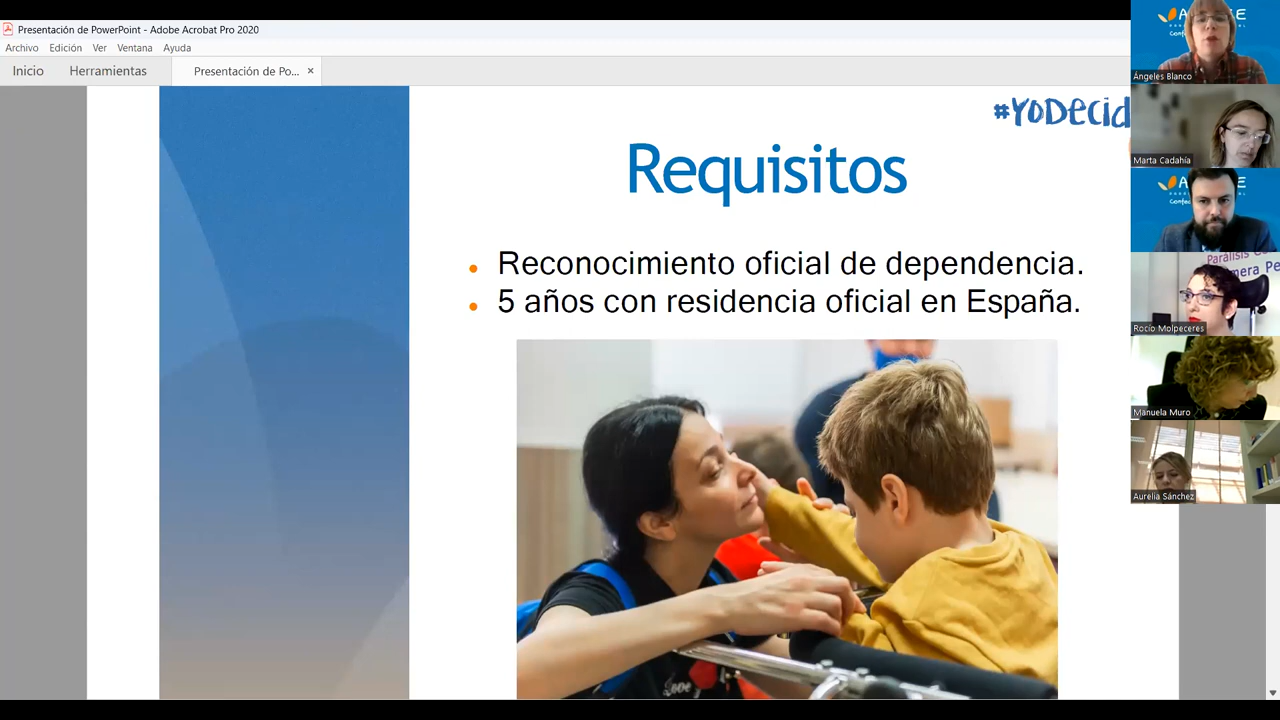 Presentación de PowerPoint - Adobe Acrobat Pro 2020
Archivo Edición Ver Ventana Ayuda
Inicio Herramientas Presentación de Po... ×
#YoDecid
Requisitos
• Reconocimiento oficial de dependencia.
• 5 años con residencia oficial en España.
Ángeles Blanco
Marta Cadahía
Rocío Molpeceres
Manuela Muro
Aurelia Sánchez